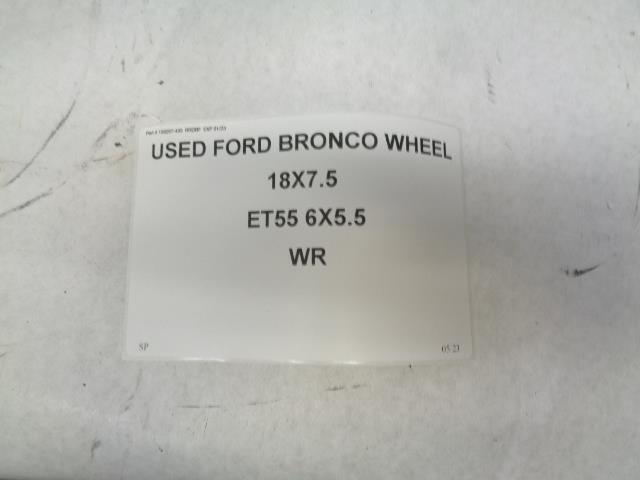 USED FORD BRONCO WHEEL
18X7.5
ET55 6X5.5
WR
SP
05/23